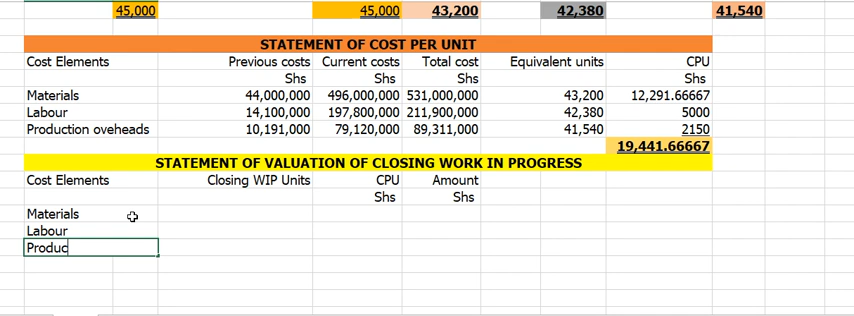 45,000 45,000 43,200 42,380 41,540
STATEMENT OF COST PER UNIT
Cost Elements Previous costs Current costs Total cost Equivalent units CPU
Shs Shs Shs Shs
Materials 44,000,000 496,000,000 531,000,000 43,200 12,291.66667
Labour 14,100,000 197,800,000 211,900,000 42,380 5000
Production oveheads 10,191,000 79,120,000 89,311,000 41,540 2150
19,441.66667
STATEMENT OF VALUATION OF CLOSING WORK IN PROGRESS
Cost Elements Closing WIP Units CPU Amount
Shs Shs
Materials
Labour
Produc